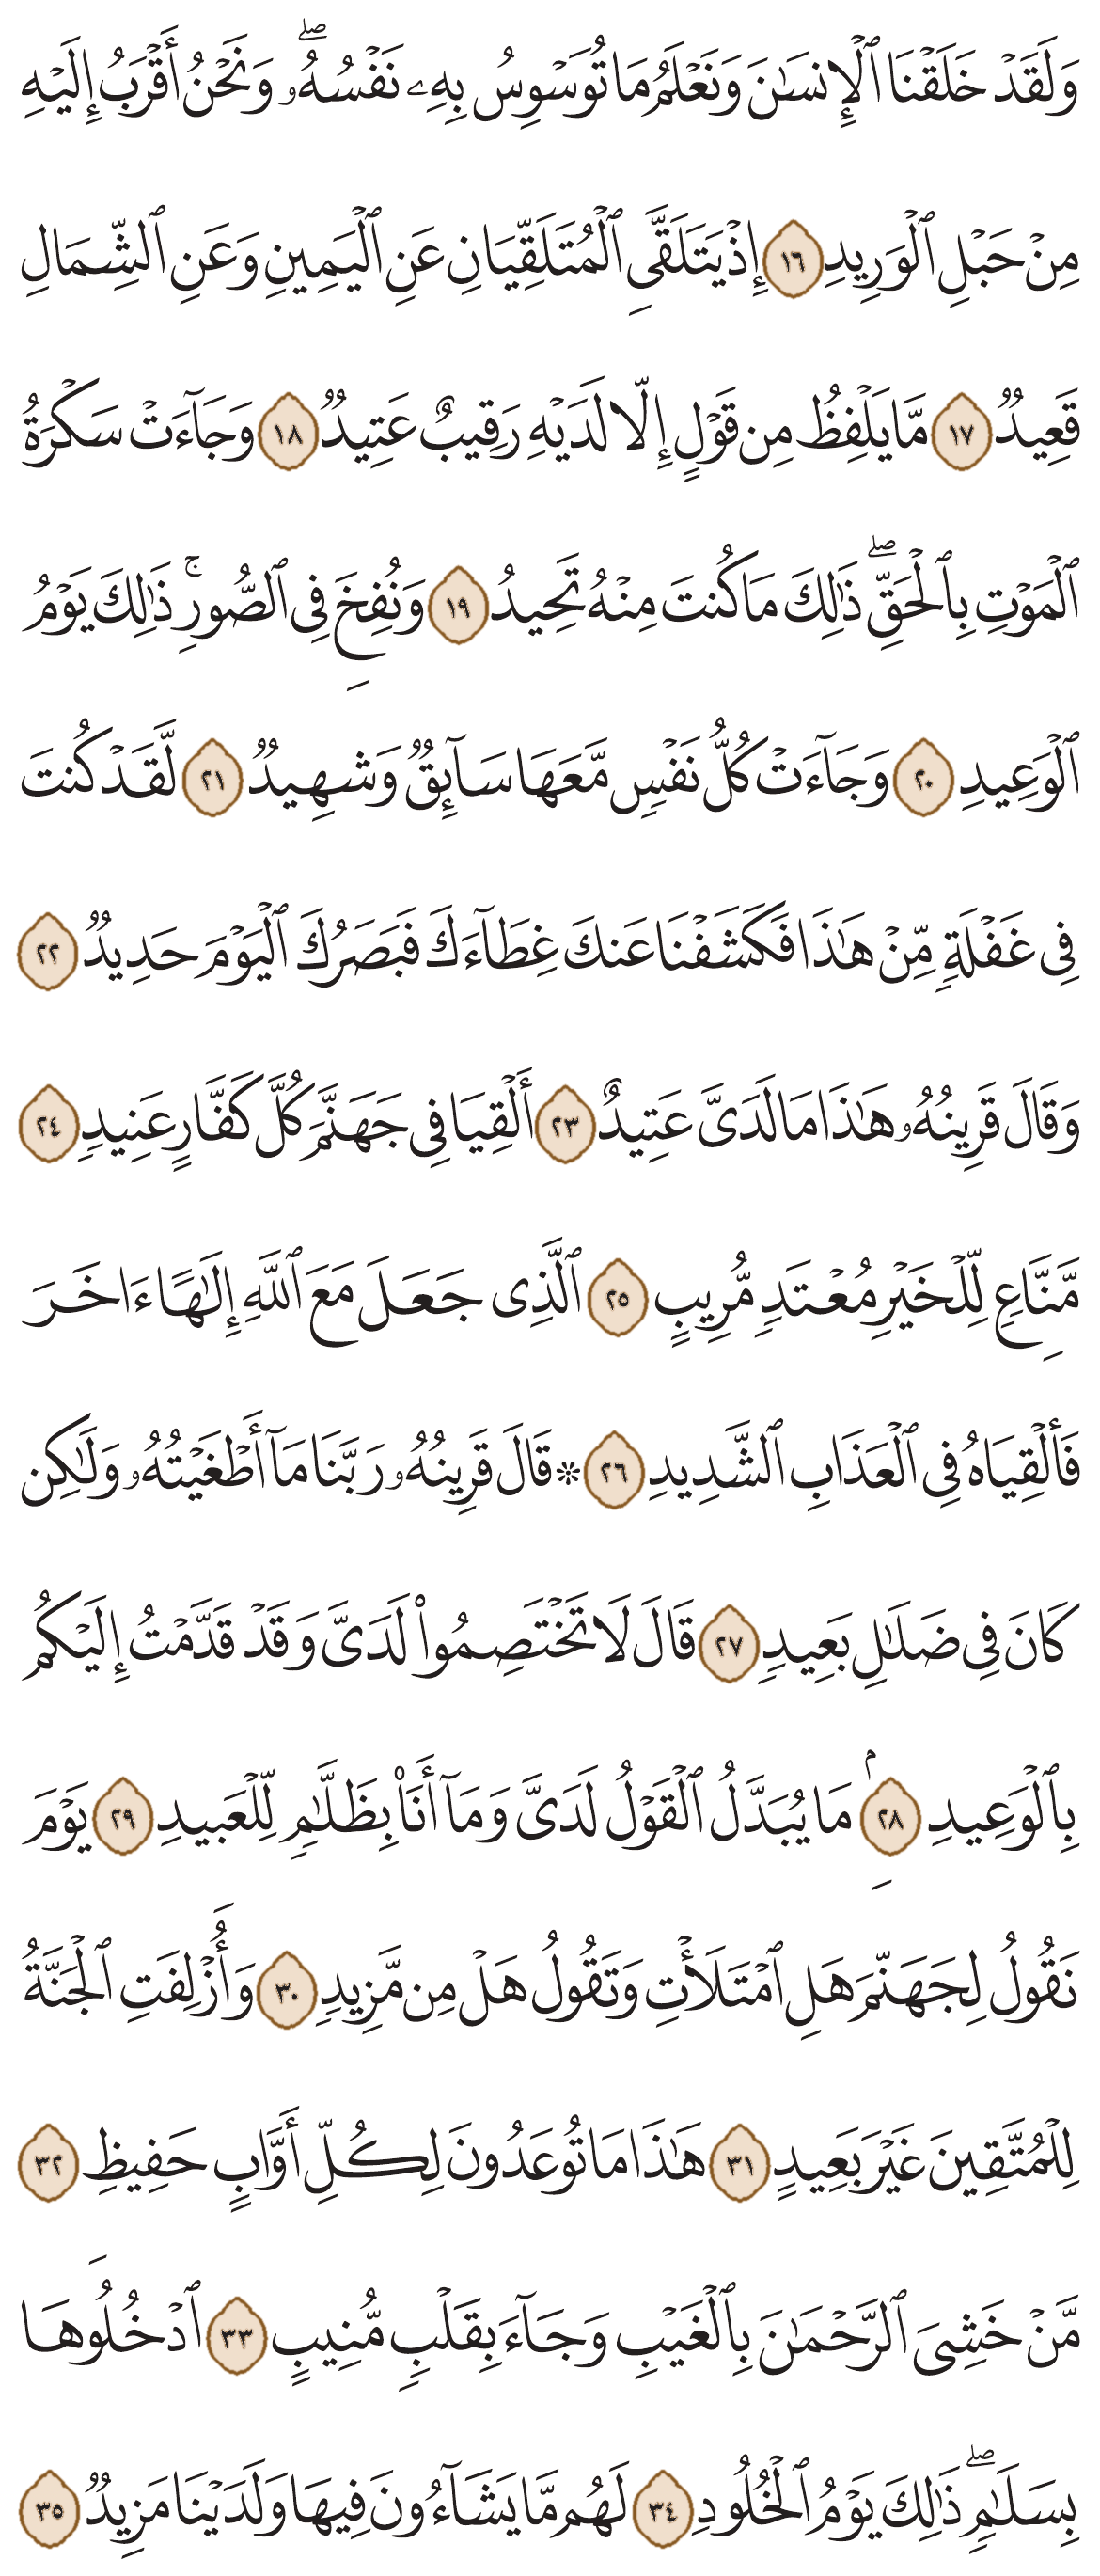 وَلَقَدۡ خَلَقۡنَا ٱلۡإِنسَٰنَ وَنَعۡلَمُ مَا تُوَسۡوِسُ بِهِۦ نَفۡسُهُۥۖ وَنَحۡنُ أَقۡرَبُ إِلَيۡهِ
مِنۡ حَبۡلِ ٱلۡوَرِيدِ ١٦ إِذۡ يَتَلَقَّى ٱلۡمُتَلَقِّيَانِ عَنِ ٱلۡيَمِينِ وَعَنِ ٱلشِّمَالِ
قَعِيدٞ ١٧ مَّا يَلۡفِظُ مِن قَوۡلٍ إِلَّا لَدَيۡهِ رَقِيبٌ عَتِيدٞ ١٨ وَجَآءَتۡ سَكۡرَةُ
ٱلۡمَوۡتِ بِٱلۡحَقِّۖ ذَٰلِكَ مَا كُنتَ مِنۡهُ تَحِيدُ ١٩ وَنُفِخَ فِي ٱلصُّورِۚ ذَٰلِكَ يَوۡمُ
ٱلۡوَعِيدِ ٢٠ وَجَآءَتۡ كُلُّ نَفۡسٖ مَّعَهَا سَآئِقٞ وَشَهِيدٞ ٢١ لَّقَدۡ كُنتَ
فِي غَفۡلَةٖ مِّنۡ هَٰذَا فَكَشَفۡنَا عَنكَ غِطَآءَكَ فَبَصَرُكَ ٱلۡيَوۡمَ حَدِيدٞ ٢٢
وَقَالَ قَرِينُهُۥ هَٰذَا مَا لَدَيَّ عَتِيدٌ ٢٣ أَلۡقِيَا فِي جَهَنَّمَ كُلَّ كَفَّارٍ عَنِيدٖ ٢٤
مَّنَّاعٖ لِّلۡخَيۡرِ مُعۡتَدٖ مُّرِيبٍ ٢٥ ٱلَّذِي جَعَلَ مَعَ ٱللَّهِ إِلَٰهًا ءَاخَرَ
فَأَلۡقِيَاهُ فِي ٱلۡعَذَابِ ٱلشَّدِيدِ ٢٦ ۞ قَالَ قَرِينُهُۥ رَبَّنَا مَآ أَطۡغَيۡتُهُۥ وَلَٰكِن
كَانَ فِي ضَلَٰلِۭ بَعِيدٖ ٢٧ قَالَ لَا تَخۡتَصِمُواْ لَدَيَّ وَقَدۡ قَدَّمۡتُ إِلَيۡكُم
بِٱلۡوَعِيدِ ٢٨ مَا يُبَدَّلُ ٱلۡقَوۡلُ لَدَيَّ وَمَآ أَنَا۠ بِظَلَّٰمٖ لِّلۡعَبِيدِ ٢٩ يَوۡمَ
نَقُولُ لِجَهَنَّمَ هَلِ ٱمۡتَلَأۡتِ وَتَقُولُ هَلۡ مِن مَّزِيدٖ ٣٠ وَأُزۡلِفَتِ ٱلۡجَنَّةُ
لِلۡمُتَّقِينَ غَيۡرَ بَعِيدٍ ٣١ هَٰذَا مَا تُوعَدُونَ لِكُلِّ أَوَّابٍ حَفِيظٖ ٣٢
مَّنۡ خَشِيَ ٱلرَّحۡمَٰنَ بِٱلۡغَيۡبِ وَجَآءَ بِقَلۡبٖ مُّنِيبٍ ٣٣ ٱدۡخُلُوهَا
بِسَلَٰمٖۖ ذَٰلِكَ يَوۡمُ ٱلۡخُلُودِ ٣٤ لَهُم مَّا يَشَآءُونَ فِيهَا وَلَدَيۡنَا مَزِيدٞ ٣٥